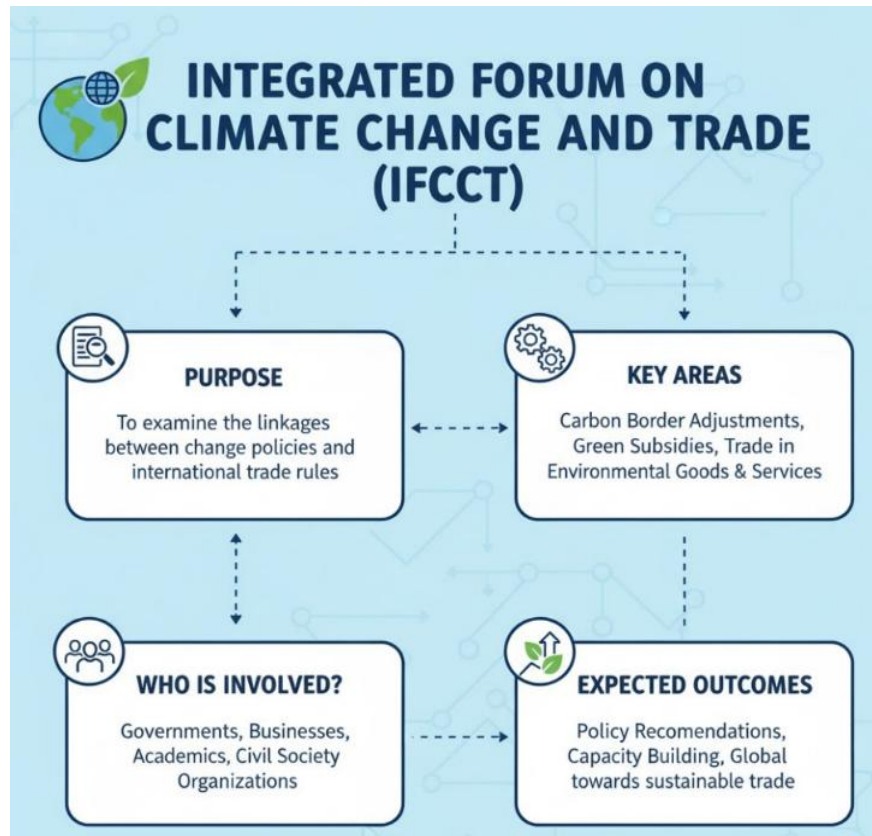 INTEGRATED FORUM ON
CLIMATE CHANGE AND TRADE
(IFCCT)
PURPOSE
To examine the linkages
between change policies and
international trade rules
KEY AREAS
Carbon Border Adjustments,
Green Subsidies, Trade in
Environmental Goods & Services
WHO IS INVOLVED?
Governments, Businesses,
Academics, Civil Society
Organizations
EXPECTED OUTCOMES
Policy Recomendations,
Capacity Building, Global
towards sustainable trade